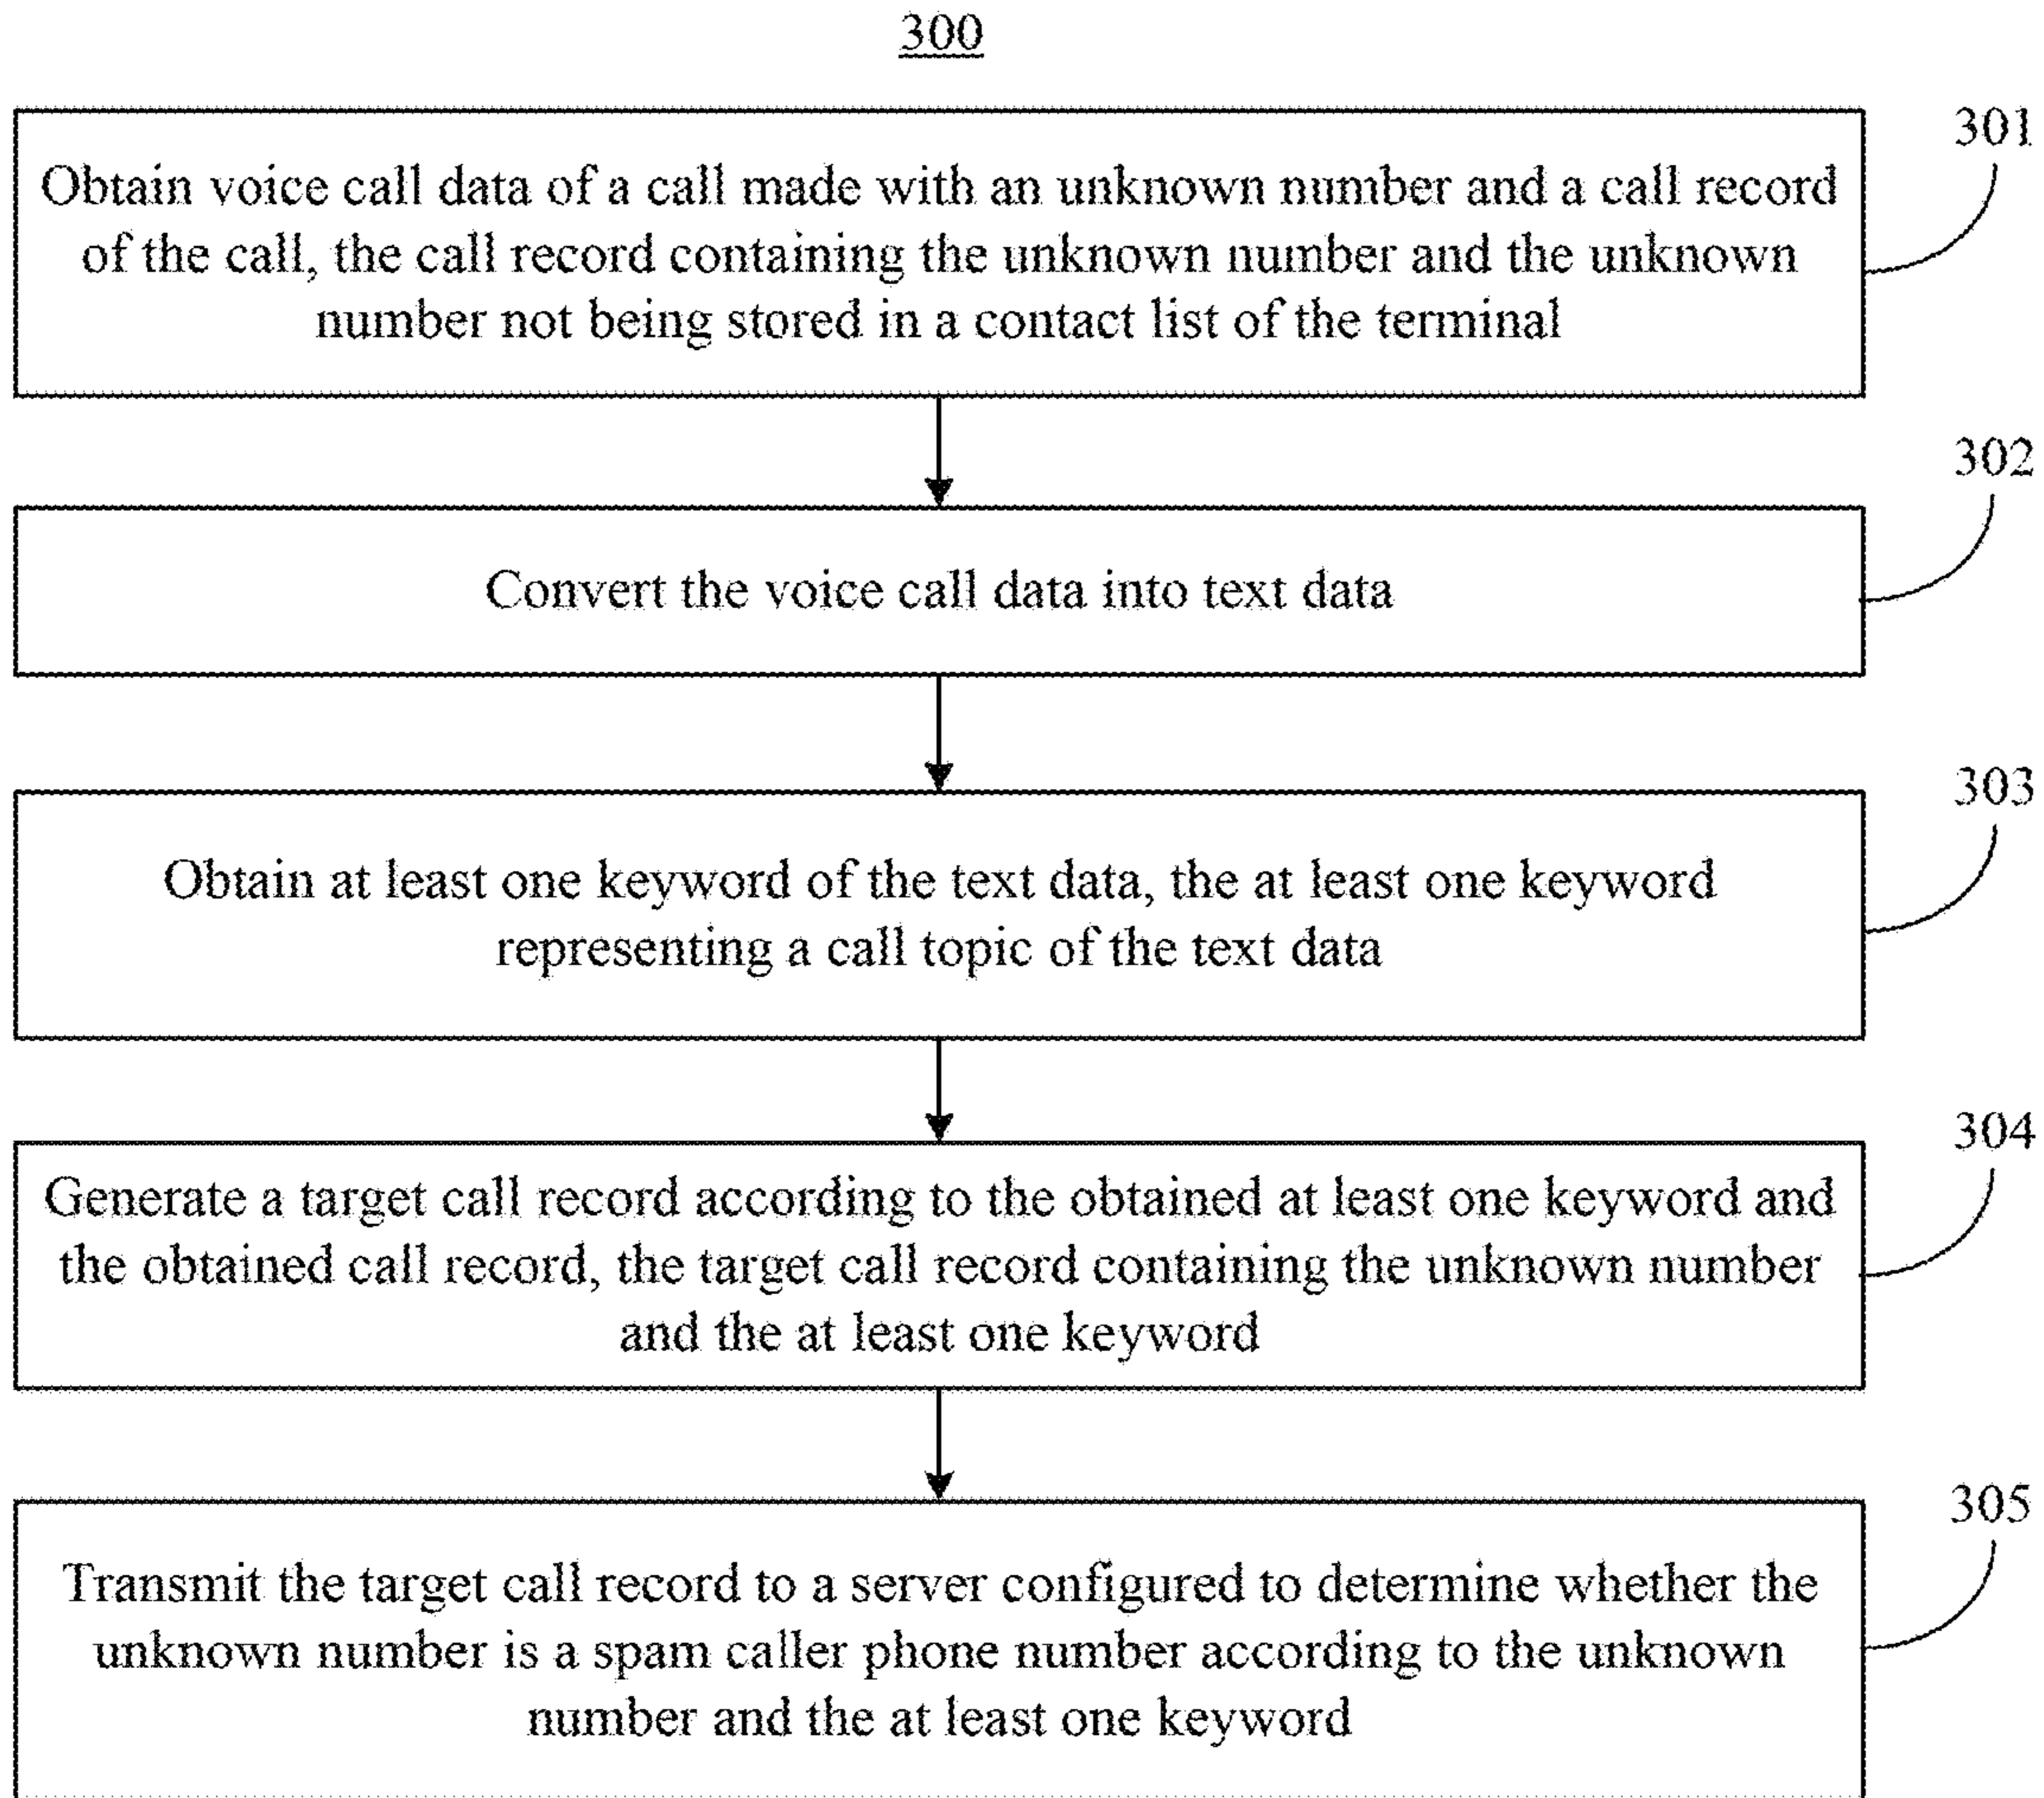 300
301
Obtain voice call data of a call made with an unknown number and a call record
of the call, the call record containing the unknown number and the unknown
number not being stored in a contact list of the terminal
302
Convert the voice call data into text data
303
Obtain at least one keyword of the text data, the at least one keyword
representing a call topic of the text data
304
Generate a target call record according to the obtained at least one keyword and
the obtained call record, the target call record containing the unknown number
and the at least one keyword
305
Transmit the target call record to a server configured to determine whether the
unknown number is a spam caller phone number according to the unknown
number and the at least one keyword